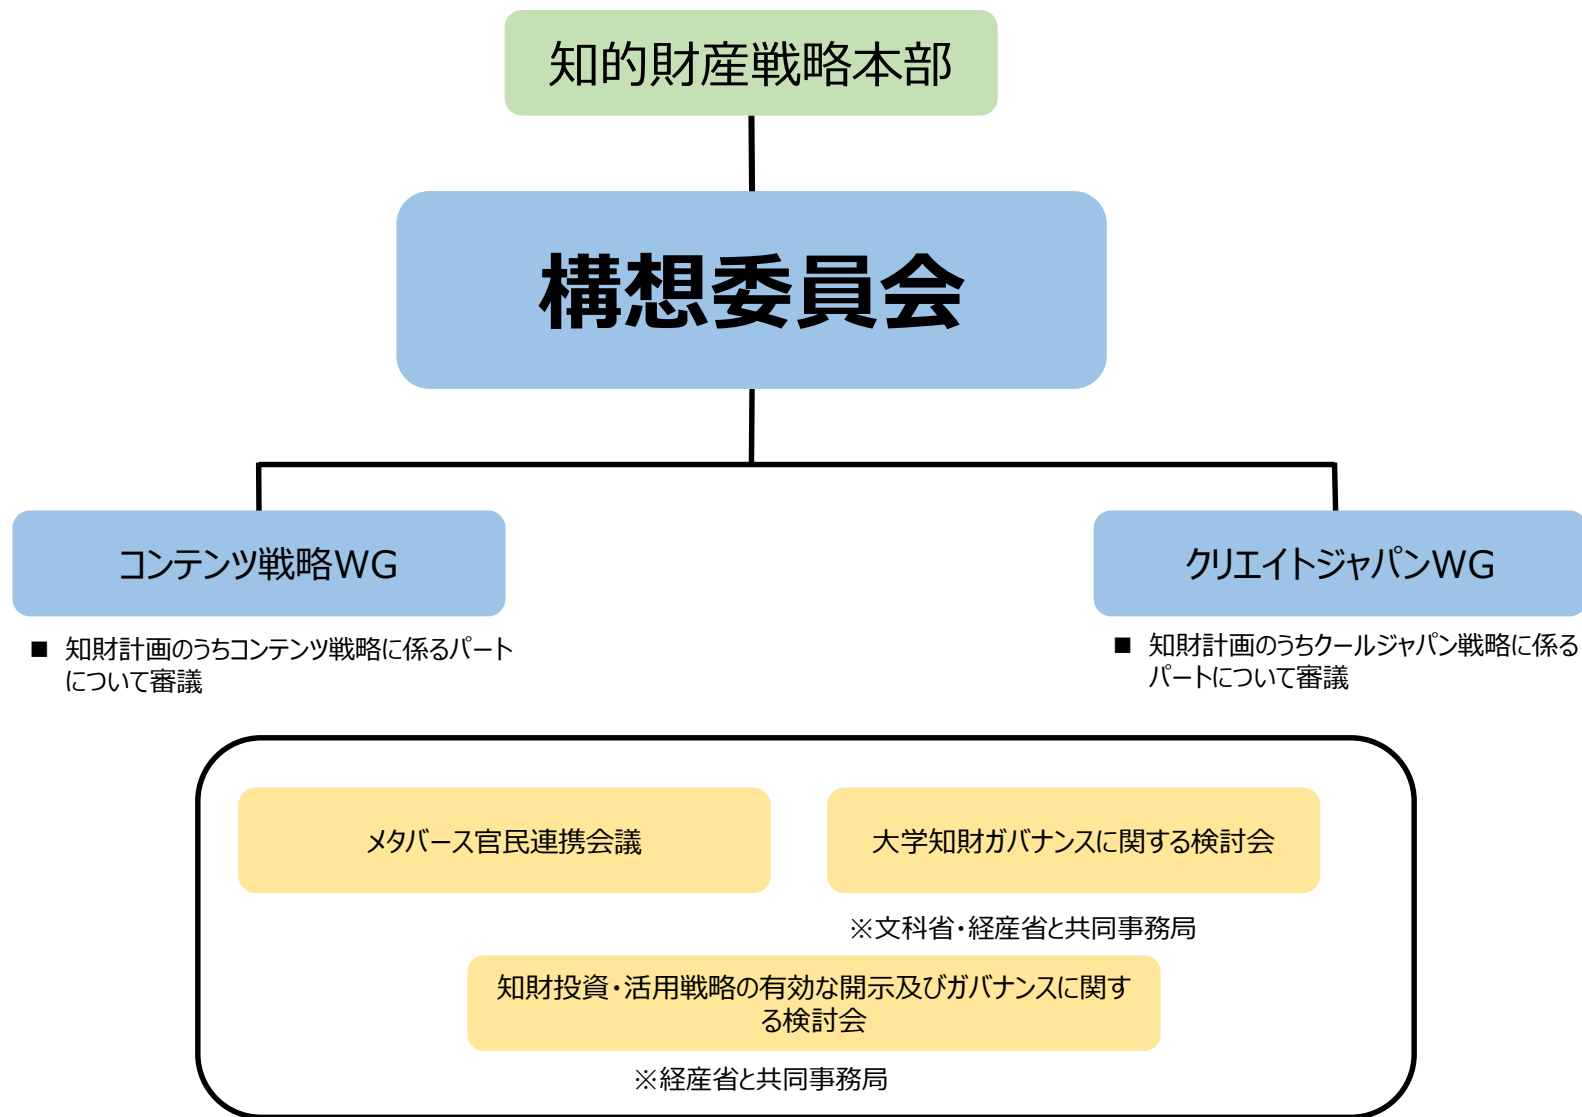 知的財産戦略本部
構想委員会
コンテンツ戦略WG
クリエイトジャパンWG
■ 知財計画のうちコンテンツ戦略に係るパート
について審議
■ 知財計画のうちクールジャパン戦略に係る
パートについて審議
メタバース官民連携会議
大学知財ガバナンスに関する検討会
※文科省・経産省と共同事務局
知財投資・活用戦略の有効な開示及びガバナンスに関す
る検討会
※経産省と共同事務局